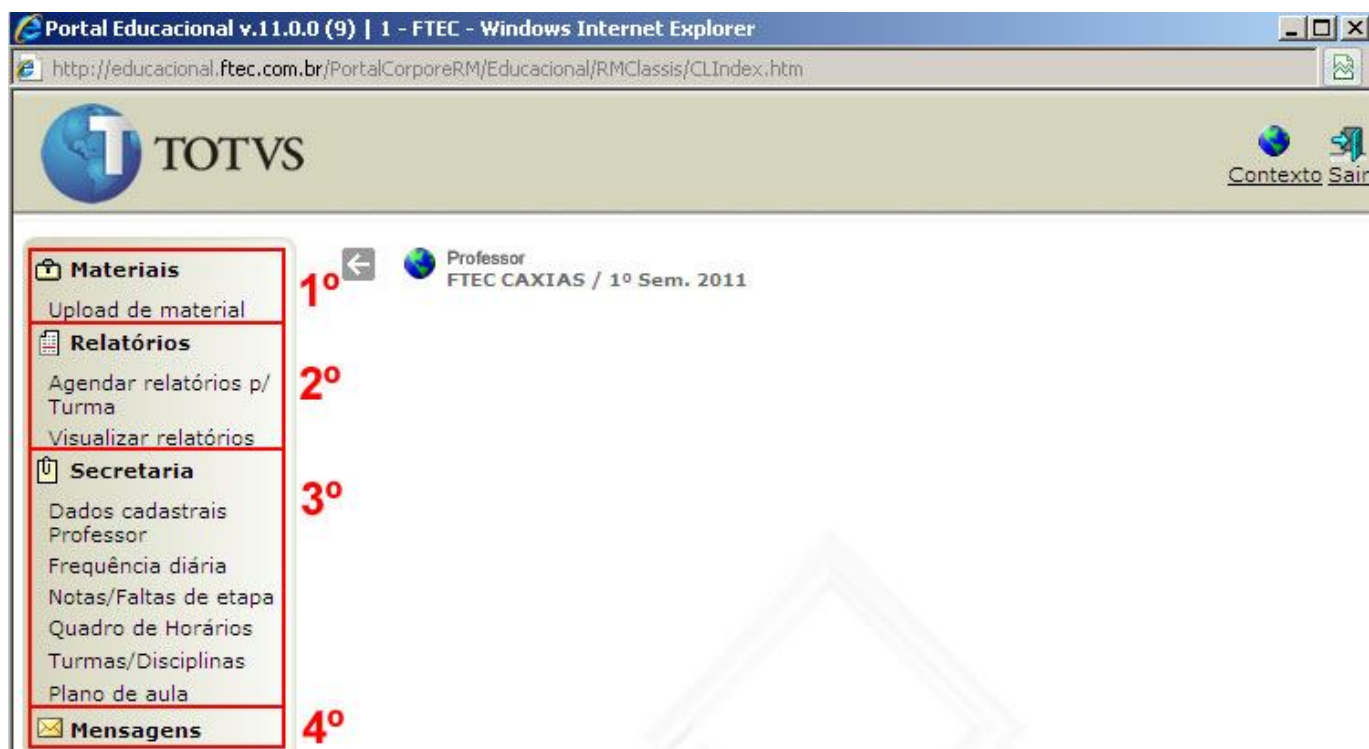 Portal Educacional v.11.0.0 (9) | 1 - FTEC - Windows Internet Explorer
http://educacional.ftec.com.br/PortalCorporeRM/Educacional/RMClassis/CLIndex.htm
T TOTVS
Contexto Sair
Materiais
Upload de material
1º
Professor
FTEC CAXIAS / 1º Sem. 2011
Relatórios
Agendar relatórios p/
Turma
Visualizar relatórios
2º
Secretaria
Dados cadastrais
Professor
Frequência diária
Notas/Faltas de etapa
Quadro de Horários
Turmas/Disciplinas
Plano de aula
3º
Mensagens
4º